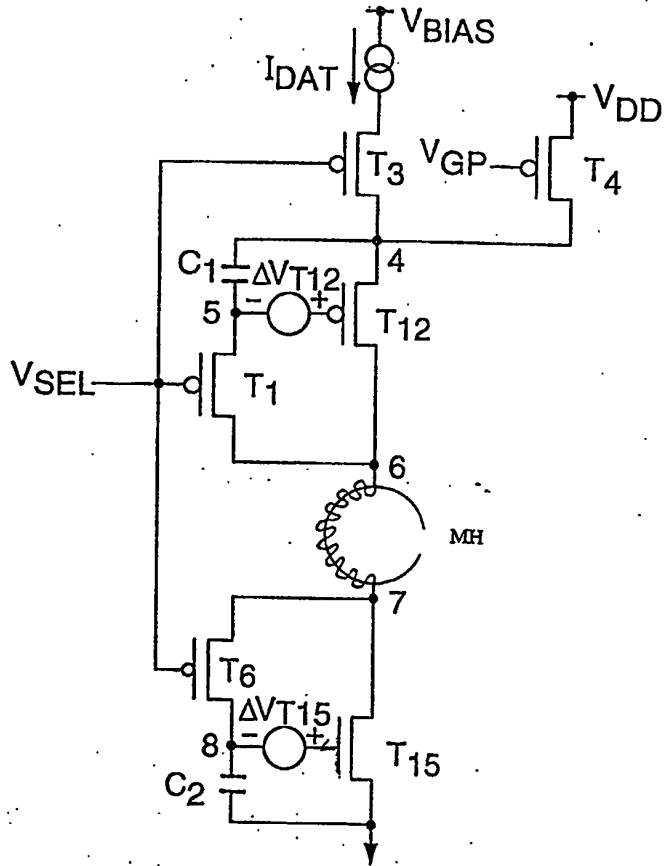 VBIAS
IDAT
VDD
T3
VGP
T4
4
C1
ΔVT12
5
- +
T12
VSEL
T1
6
MH
7
T6
ΔVT15
8
- +
T15
C2